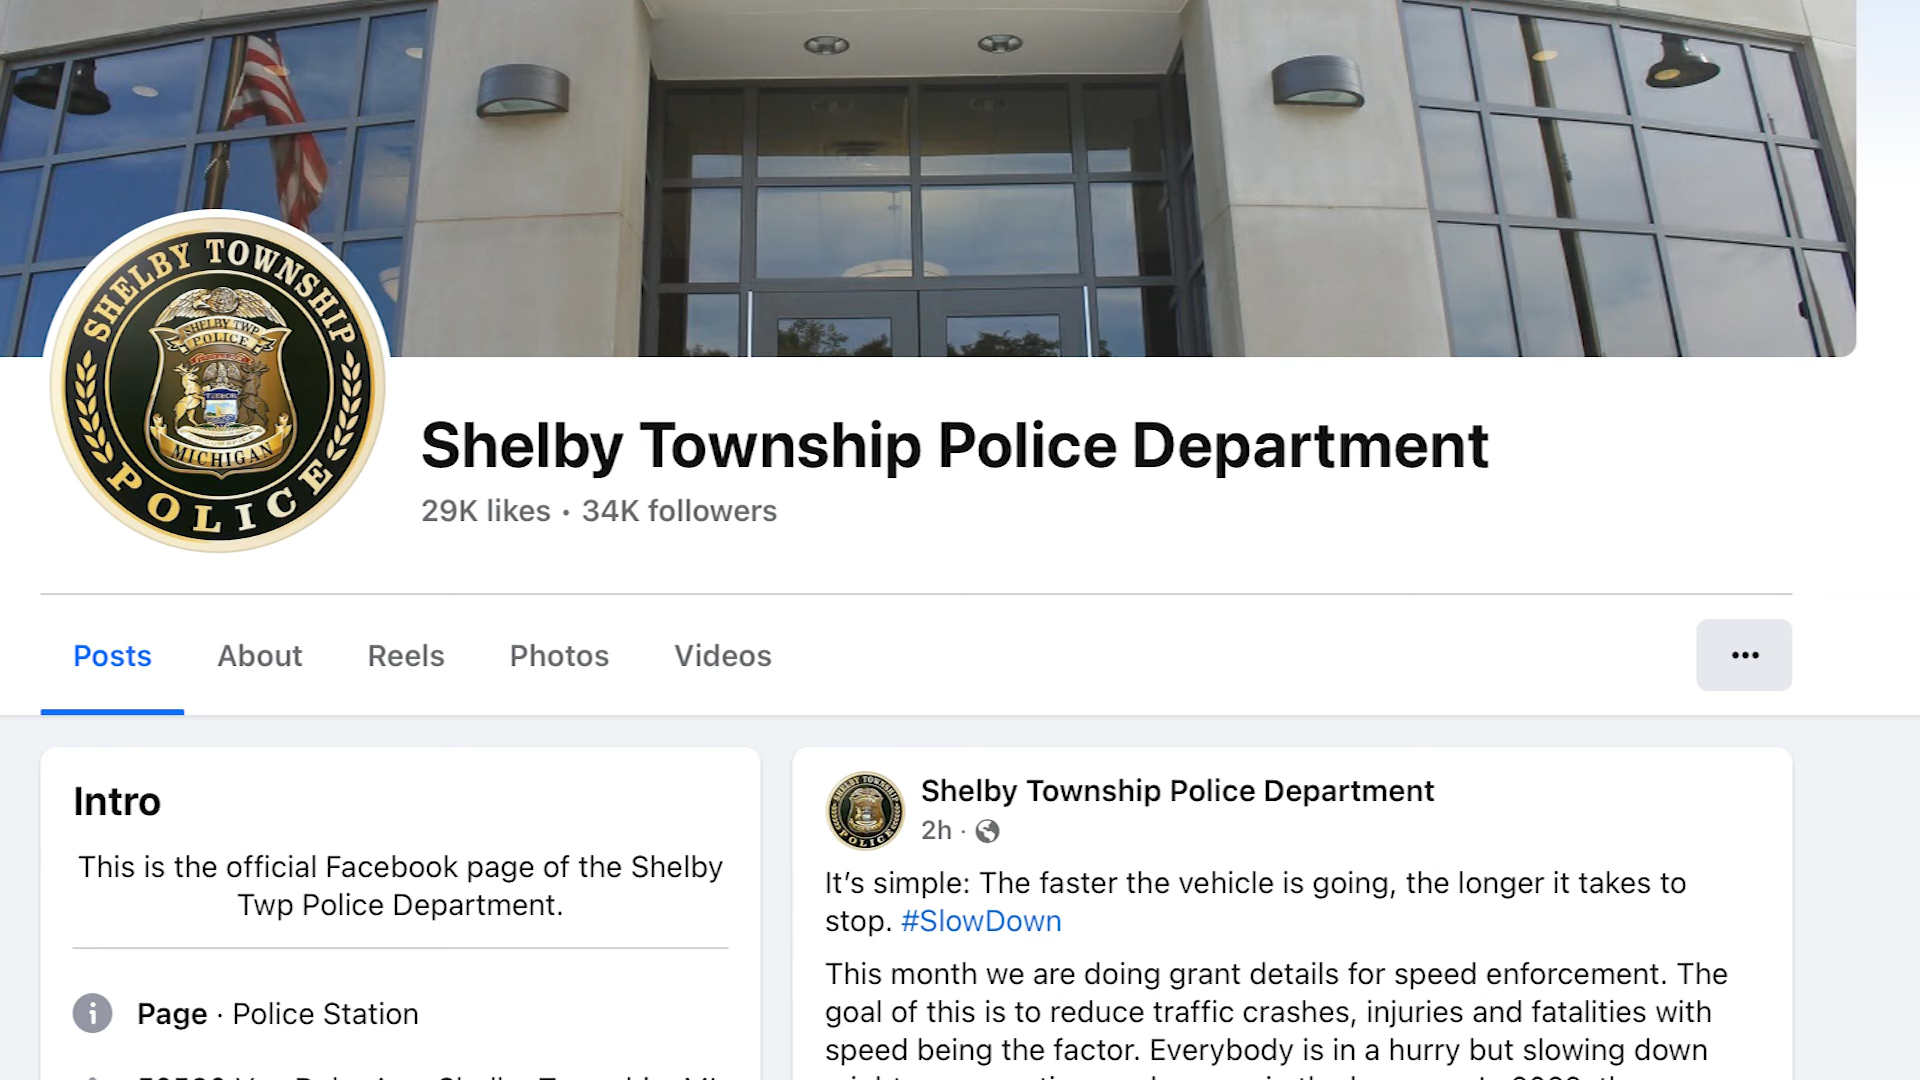 SHELBY TOWNSHIP
SHELBY TWP
POLICE
TUEBOR
MICHIGAN
POLICE
Shelby Township Police Department
29K likes · 34K followers
Posts About Reels Photos Videos
Intro
This is the official Facebook page of the Shelby
Twp Police Department.
Page · Police Station
Shelby Township Police Department
2h ·
It’s simple: The faster the vehicle is going, the longer it takes to
stop. #SlowDown
This month we are doing grant details for speed enforcement. The
goal of this is to reduce traffic crashes, injuries and fatalities with
speed being the factor. Everybody is in a hurry but slowing down